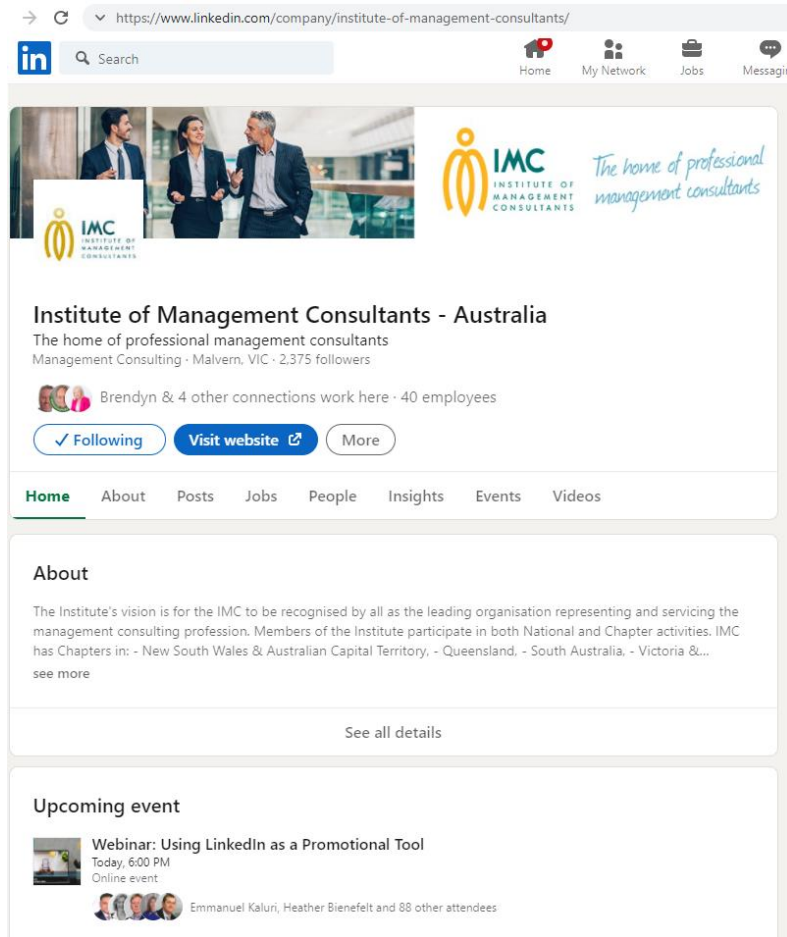 https://www.linkedin.com/company/institute-of-management-consultants/
in
Search
Home
My Network
Jobs
Messagin
IMC
INSTITUTE OF
MANAGEMENT
CONSULTANTS
The home of professional
management consultants
IMC
INSTITUTE OF
MANAGEMENT
CONSULTANTS
Institute of Management Consultants - Australia
The home of professional management consultants
Management Consulting · Malvern, VIC · 2,375 followers
Brendyn & 4 other connections work here · 40 employees
✓ Following
Visit website
More
Home
About
Posts
Jobs
People
Insights
Events
Videos
About
The Institute's vision is for the IMC to be recognised by all as the leading organisation representing and servicing the
management consulting profession. Members of the Institute participate in both National and Chapter activities. IMC
has Chapters in: - New South Wales & Australian Capital Territory, - Queensland, - South Australia, - Victoria &...
see more
See all details
Upcoming event
Webinar: Using LinkedIn as a Promotional Tool
Today, 6:00 PM
Online event
Emmanuel Kaluri, Heather Bienefelt and 88 other attendees